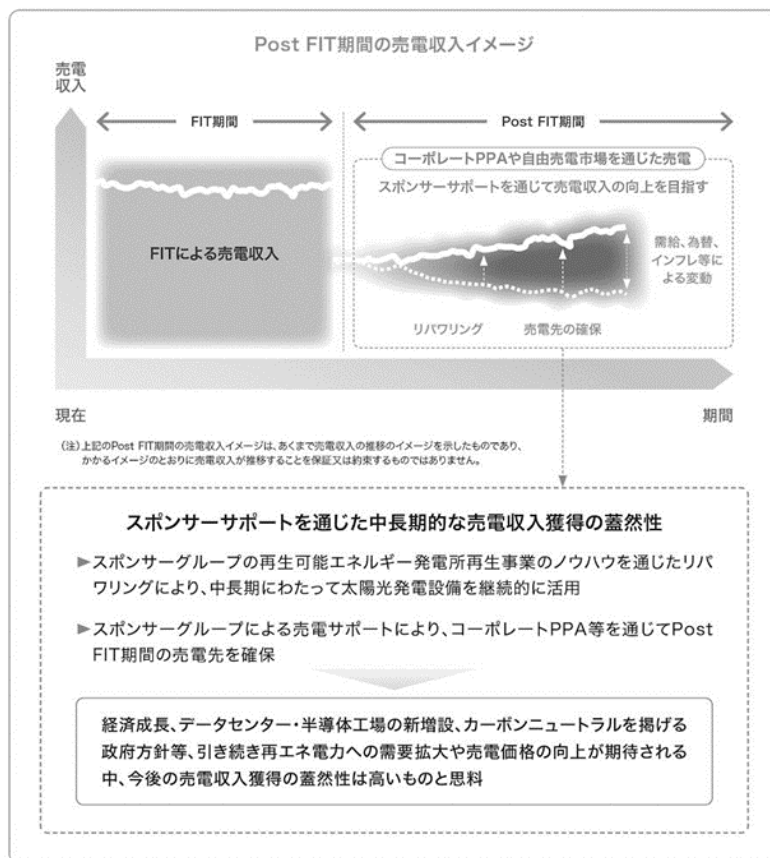 Post FIT期間の売電収入イメージ
売電
収入
FIT期間
Post FIT期間
コーポレートPPAや自由売電市場を通じた売電
スポンサーサポートを通じて売電収入の向上を目指す
FITによる売電収入
需給、為替、
インフレ等に
よる変動
リパワリング
売電先の確保
現在
期間
(注)上記のPost FIT期間の売電収入イメージは、あくまで売電収入の推移のイメージを示したものであり、
かかるイメージのとおりに売電収入が推移することを保証又は約束するものではありません。
スポンサーサポートを通じた中長期的な売電収入獲得の蓋然性
▶スポンサーグループの再生可能エネルギー発電所再生事業のノウハウを通じたリパ
ワリングにより、中長期にわたって太陽光発電設備を継続的に活用
▶スポンサーグループによる売電サポートにより、コーポレートPPA等を通じてPost
FIT期間の売電先を確保
経済成長、データセンター・半導体工場の新増設、カーボンニュートラルを掲げる
政府方針等、引き続き再エネ電力への需要拡大や売電価格の向上が期待される
中、今後の売電収入獲得の蓋然性は高いものと思料